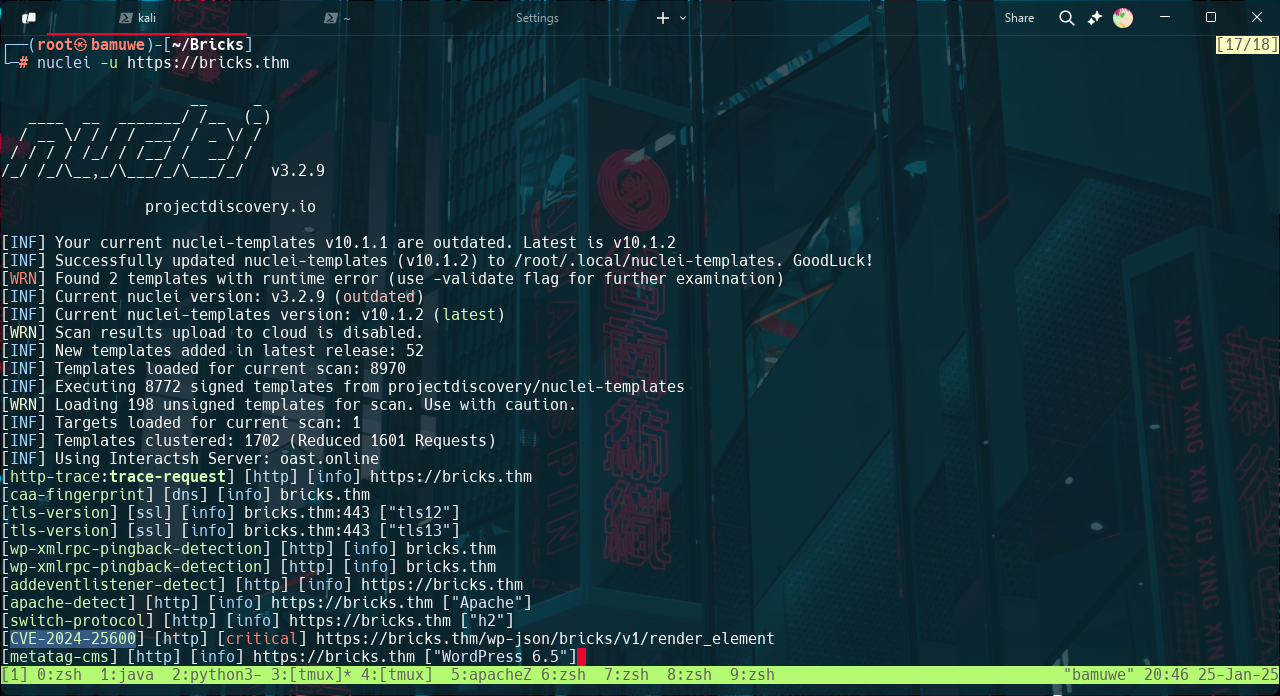 kali
~
Settings
Share
┌──(root㉿bamuwe)-[~/Bricks]
[17/18]
└─# nuclei -u https://bricks.thm
                     __     _
   ____  __  _______/ /__  (_)
  / __ \/ / / / ___/ / _ \/ /
 / / / / /_/ / /__/ /  __/ /
/_/ /_/\__,_/\___/_/\___/_/   v3.2.9
projectdiscovery.io
[INF] Your current nuclei-templates v10.1.1 are outdated. Latest is v10.1.2
[INF] Successfully updated nuclei-templates (v10.1.2) to /root/.local/nuclei-templates. GoodLuck!
[WRN] Found 2 templates with runtime error (use -validate flag for further examination)
[INF] Current nuclei version: v3.2.9 (outdated)
[INF] Current nuclei-templates version: v10.1.2 (latest)
[WRN] Scan results upload to cloud is disabled.
[INF] New templates added in latest release: 52
[INF] Templates loaded for current scan: 8970
[INF] Executing 8772 signed templates from projectdiscovery/nuclei-templates
[WRN] Loading 198 unsigned templates for scan. Use with caution.
[INF] Targets loaded for current scan: 1
[INF] Templates clustered: 1702 (Reduced 1601 Requests)
[INF] Using Interactsh Server: oast.online
[http-trace:trace-request] [http] [info] https://bricks.thm
[caa-fingerprint] [dns] [info] bricks.thm
[tls-version] [ssl] [info] bricks.thm:443 ["tls12"]
[tls-version] [ssl] [info] bricks.thm:443 ["tls13"]
[wp-xmlrpc-pingback-detection] [http] [info] bricks.thm
[wp-xmlrpc-pingback-detection] [http] [info] bricks.thm
[addeventlistener-detect] [http] [info] https://bricks.thm
[apache-detect] [http] [info] https://bricks.thm ["Apache"]
[switch-protocol] [http] [info] https://bricks.thm ["h2"]
[CVE-2024-25600] [http] [critical] https://bricks.thm/wp-json/bricks/v1/render_element
[metatag-cms] [http] [info] https://bricks.thm ["WordPress 6.5"]
[1] 0:zsh  1:java  2:python3- 3:[tmux]* 4:[tmux]  5:apacheZ 6:zsh  7:zsh  8:zsh  9:zsh
"bamuwe" 20:46 25-Jan-25
XIN FU XING XIN FU XING